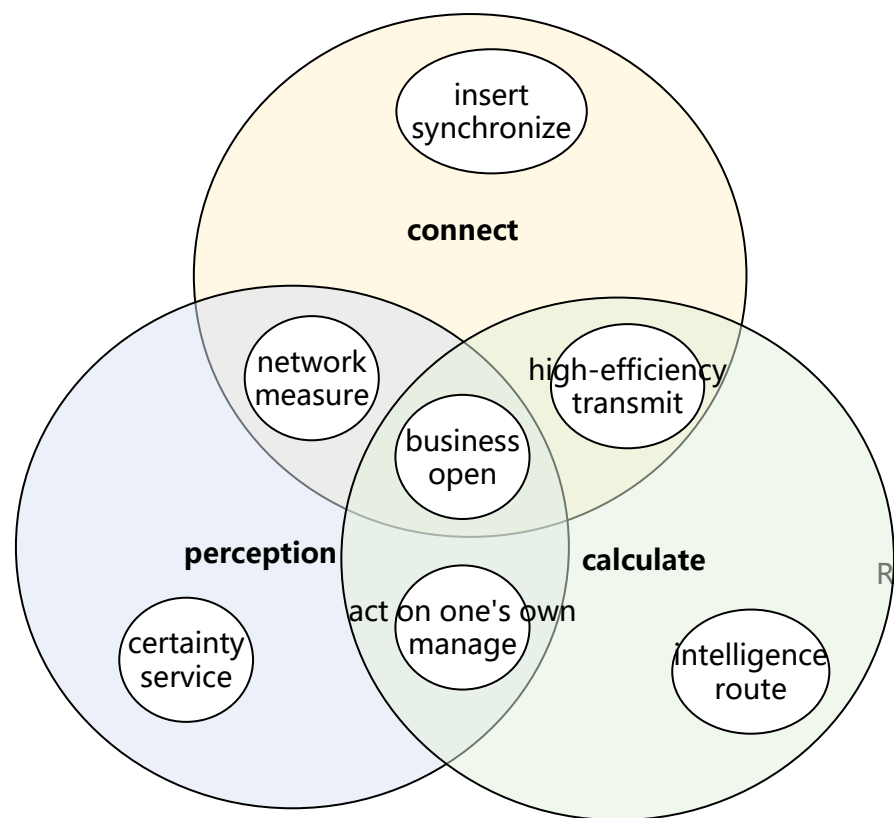 insert
synchronize
connect
network
measure
high-efficiency
transmit
business
open
perception
calculate
R
act on one's own
manage
certainty
service
intelligence
route